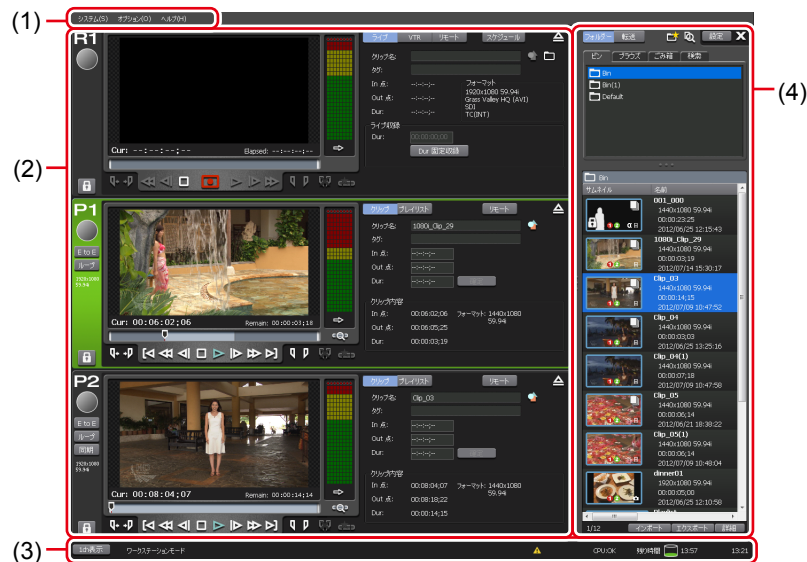 (1)
システム(S) オプション(O) ヘルプ(H)
(2)
R1
Cur: --:--:--;-- Elapsed: --:--:--;--
ライブ VTR リモート スケジュール
クリップ名:
タグ:
In 点: --:--:--;--
Out 点: --:--:--;--
Dur: --:--:--;--
フォーマット
1920x1080 59.94i
Grass Valley HQ (AVI)
SDI
TC(INT)
ライブ収録
Dur: 00:00:00;00
Dur 固定収録
P1
E to E
ループ
1920x1080
59.94i
Cur: 00:06:02;06 Remain: 00:00:03;18
クリップ プレイリスト リモート
クリップ名: 1080i_Clip_29
タグ:
In 点: --:--:--;--
Out 点: --:--:--;--
Dur: --:--:--;--
クリップ内容
In 点: 00:06:02;06 フォーマット: 1440x1080
59.94i
Out 点: 00:06:05;25
Dur: 00:00:03;19
P2
E to E
ループ
同期
1920x1080
59.94i
Cur: 00:08:04;07 Remain: 00:00:14;14
クリップ プレイリスト リモート
クリップ名: Clip_03
タグ:
In 点: --:--:--;--
Out 点: --:--:--;--
Dur: --:--:--;--
クリップ内容
In 点: 00:08:04;07 フォーマット: 1440x1080
59.94i
Out 点: 00:08:18;22
Dur: 00:00:14;15
(3)
1ch表示 ワークステーションモード CPU:OK 残り時間 13:57 13:21
(4)
フォルダー 転送 設定 X
ビン ブラウズ ごみ箱 検索
Bin
Bin(1)
Default
Bin
サムネイル 名前
001_000
1440x1080 59.94i
00:00:23;25
2012/06/25 12:15:43
1080i_Clip_29
1440x1080 59.94i
00:00:03;19
2012/07/14 15:30:17
Clip_03
1440x1080 59.94i
00:00:14;15
2012/07/09 10:47:52
Clip_04
1440x1080 59.94i
00:00:03;03
2012/06/25 13:25:16
Clip_04(1)
1440x1080 59.94i
00:00:07;18
2012/07/09 10:47:58
Clip_05
1440x1080 59.94i
00:00:06;14
2012/06/21 18:38:22
Clip_05(1)
1440x1080 59.94i
00:00:06;14
2012/07/09 10:48:04
dinner01
1920x1080 59.94i
00:00:05;00
2012/06/25 12:10:58
1/12 インポート エクスポート 詳細